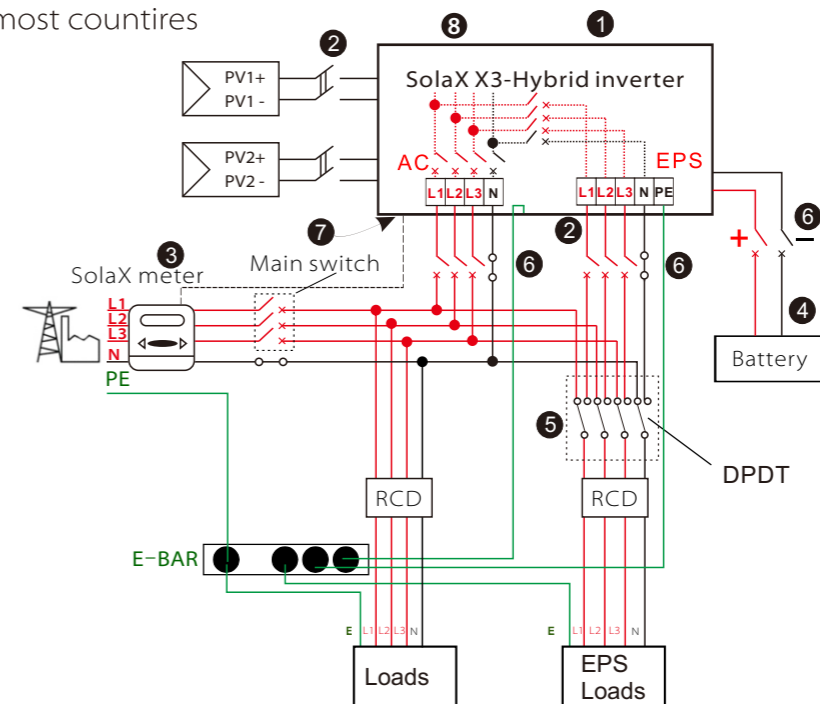 most countires
2
8
1
PV1+
PV1 -
SolaX X3-Hybrid inverter
PV2+
PV2 -
AC
EPS
L1 L2 L3 N
L1 L2 L3 N PE
7
2
6
6
+
−
6
3
SolaX meter
Main switch
4
L1
L2
L3
N
PE
Battery
5
DPDT
RCD
RCD
E-BAR
E L1 L2 L3 N
E L1 L2 L3 N
Loads
EPS
Loads